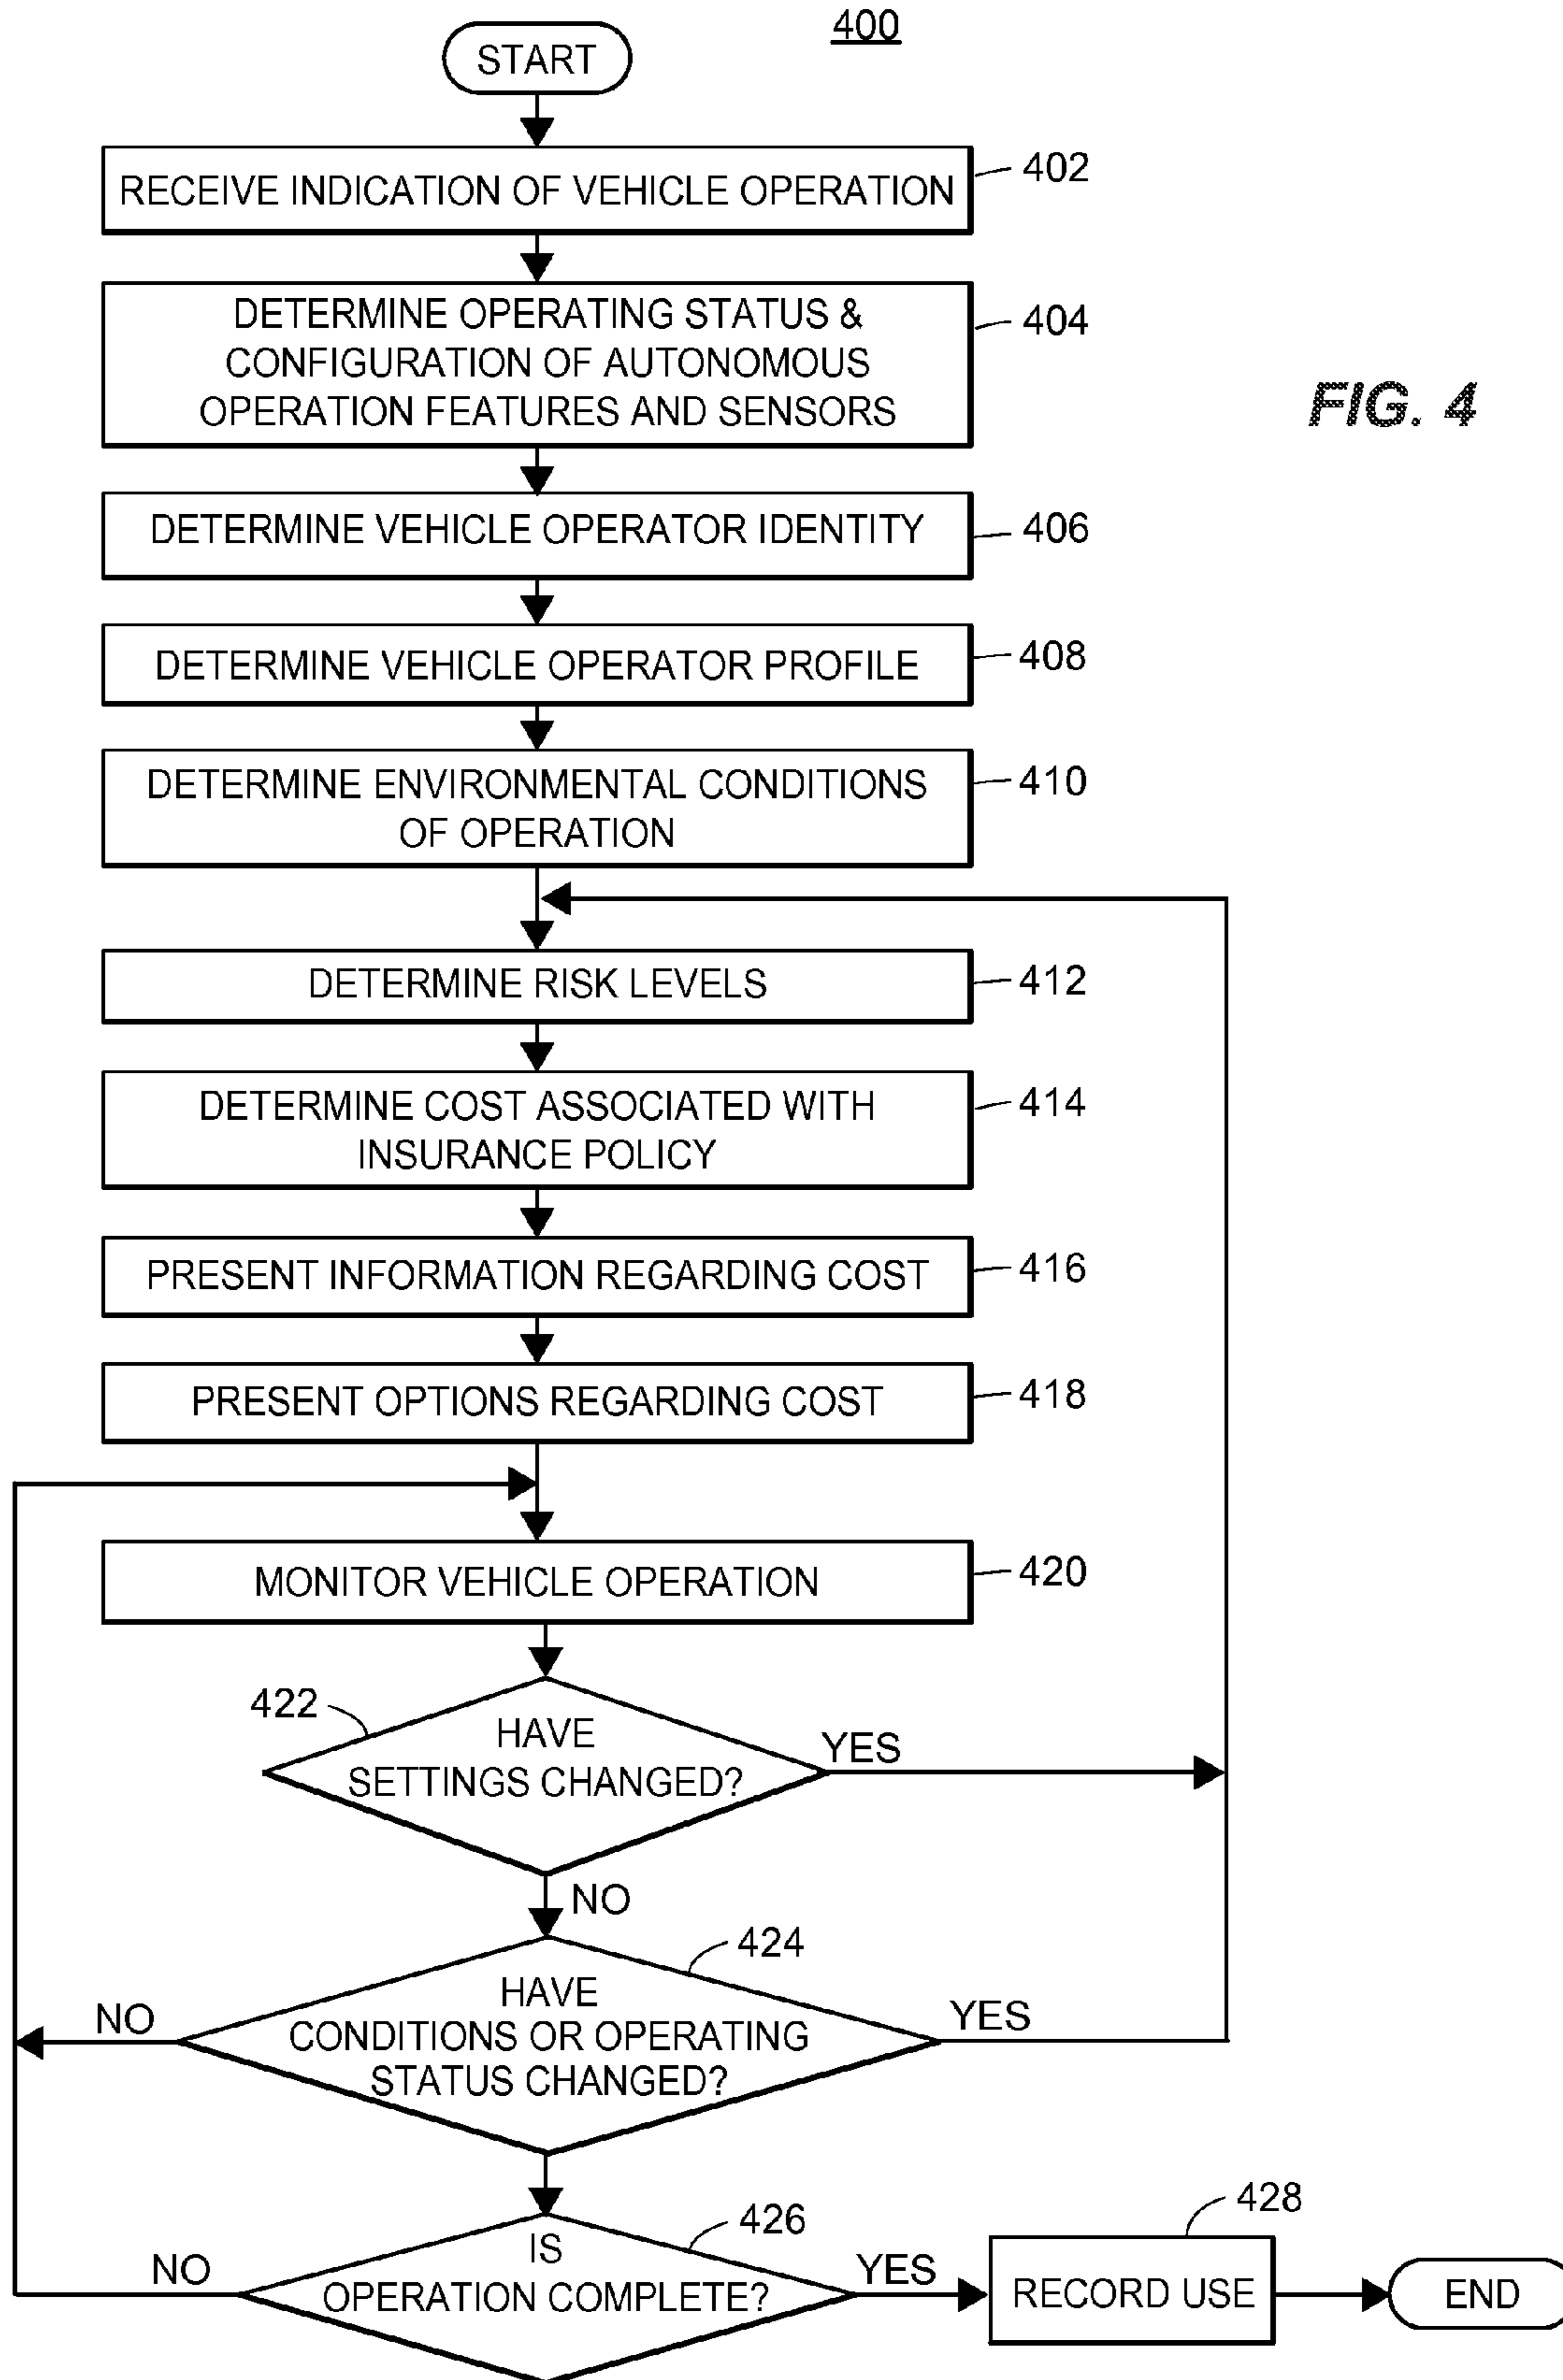 400
START
RECEIVE INDICATION OF VEHICLE OPERATION
402
DETERMINE OPERATING STATUS &
CONFIGURATION OF AUTONOMOUS
OPERATION FEATURES AND SENSORS
404
FIG. 4
DETERMINE VEHICLE OPERATOR IDENTITY
406
DETERMINE VEHICLE OPERATOR PROFILE
408
DETERMINE ENVIRONMENTAL CONDITIONS
OF OPERATION
410
DETERMINE RISK LEVELS
412
DETERMINE COST ASSOCIATED WITH
INSURANCE POLICY
414
PRESENT INFORMATION REGARDING COST
416
PRESENT OPTIONS REGARDING COST
418
MONITOR VEHICLE OPERATION
420
422
HAVE
SETTINGS CHANGED?
YES
NO
424
HAVE
CONDITIONS OR OPERATING
STATUS CHANGED?
NO
YES
426
IS
OPERATION COMPLETE?
NO
YES
428
RECORD USE
END